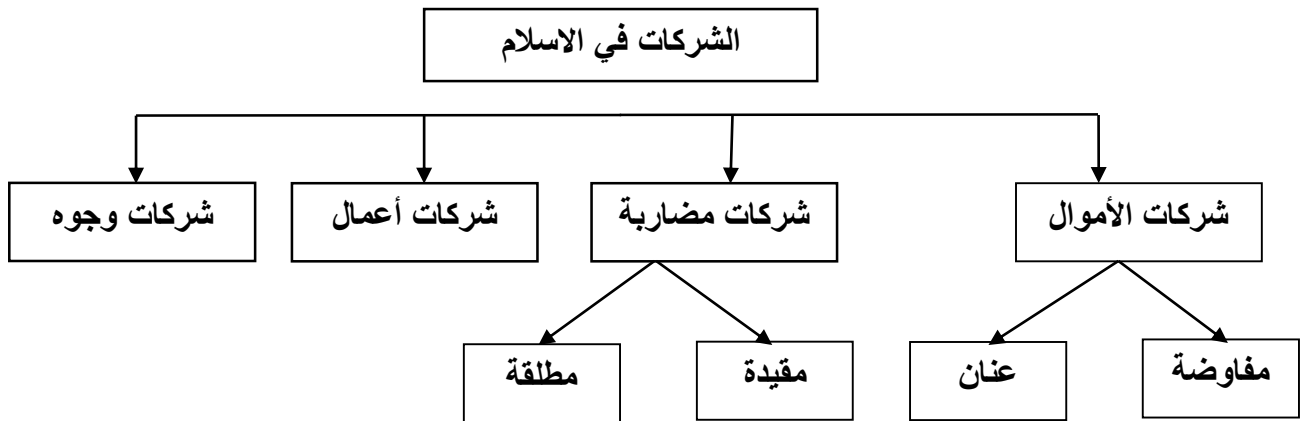 الشركات في الاسلام
شركات الأموال
شركات مضاربة
شركات أعمال
شركات وجوه
مفاوضة
عنان
مقيدة
مطلقة